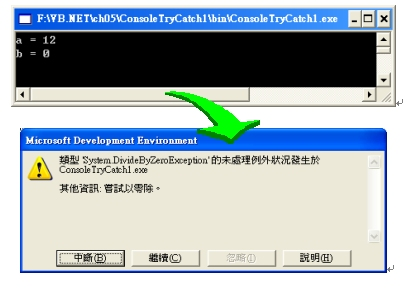 F:\VB.NET\ch05\ConsoleTryCatch1\bin\ConsoleTryCatch1.exe
a = 12
b = 0
Microsoft Development Environment
類型 'System.DivideByZeroException' 的未處理例外狀況發生於
ConsoleTryCatch1.exe
其他資訊: 嘗試以零除。
中斷(B)
繼續(C)
忽略(I)
說明(H)